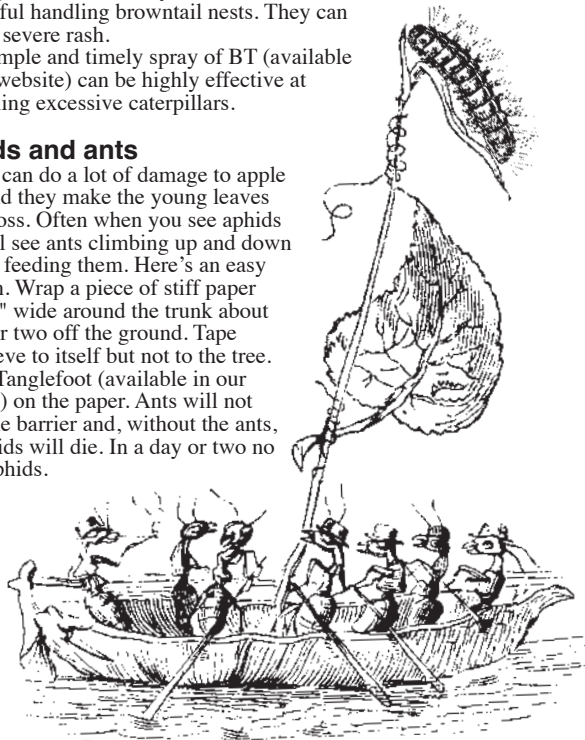 ful handling browntail nests. They can
severe rash.
mple and timely spray of BT (available
website) can be highly effective at
ing excessive caterpillars.
ds and ants
can do a lot of damage to apple
d they make the young leaves
oss. Often when you see aphids
l see ants climbing up and down
feeding them. Here's an easy
n. Wrap a piece of stiff paper
" wide around the trunk about
r two off the ground. Tape
eve to itself but not to the tree.
Tanglefoot (available in our
) on the paper. Ants will not
e barrier and, without the ants,
ids will die. In a day or two no
phids.